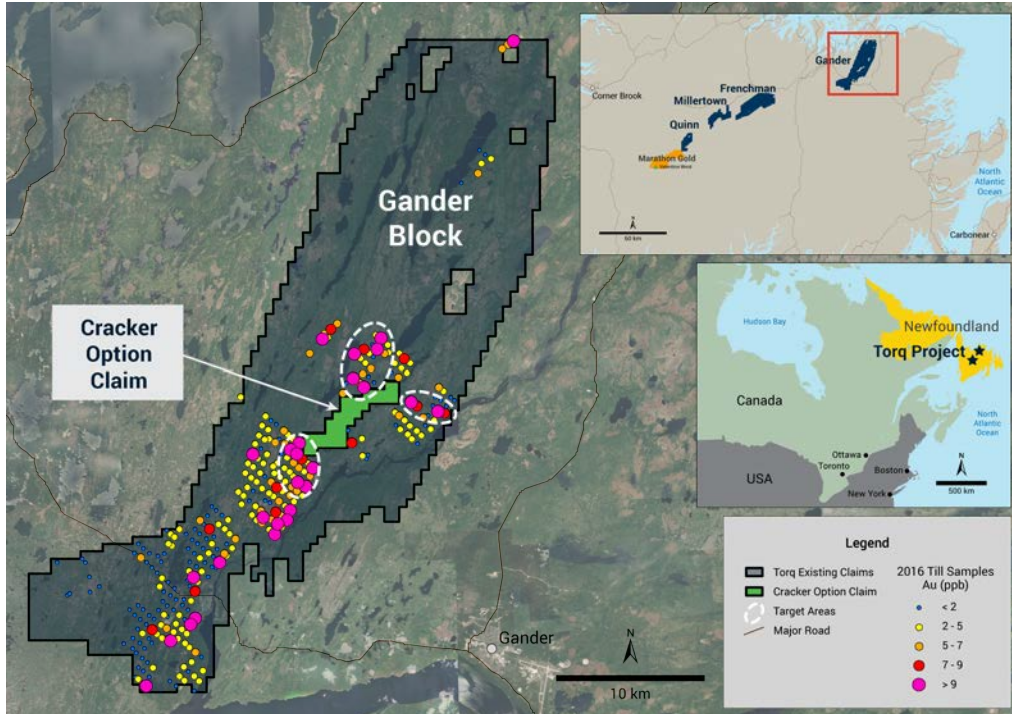 Gander
Block
Cracker
Option
Claim
Gander
N
10 km
Gander
Frenchman
Millertown
Quinn
Corner Brook
Marathon Gold
North
Atlantic
Ocean
Carbonear
N
60 km
Hudson Bay
Newfoundland
Torq Project
Canada
North
Atlantic
Ocean
Ottawa
Toronto
Boston
USA
New York
N
500 km
Legend
Torq Existing Claims
Cracker Option Claim
Target Areas
Major Road
2016 Till Samples
Au (ppb)
< 2
2 - 5
5 - 7
7 - 9
> 9